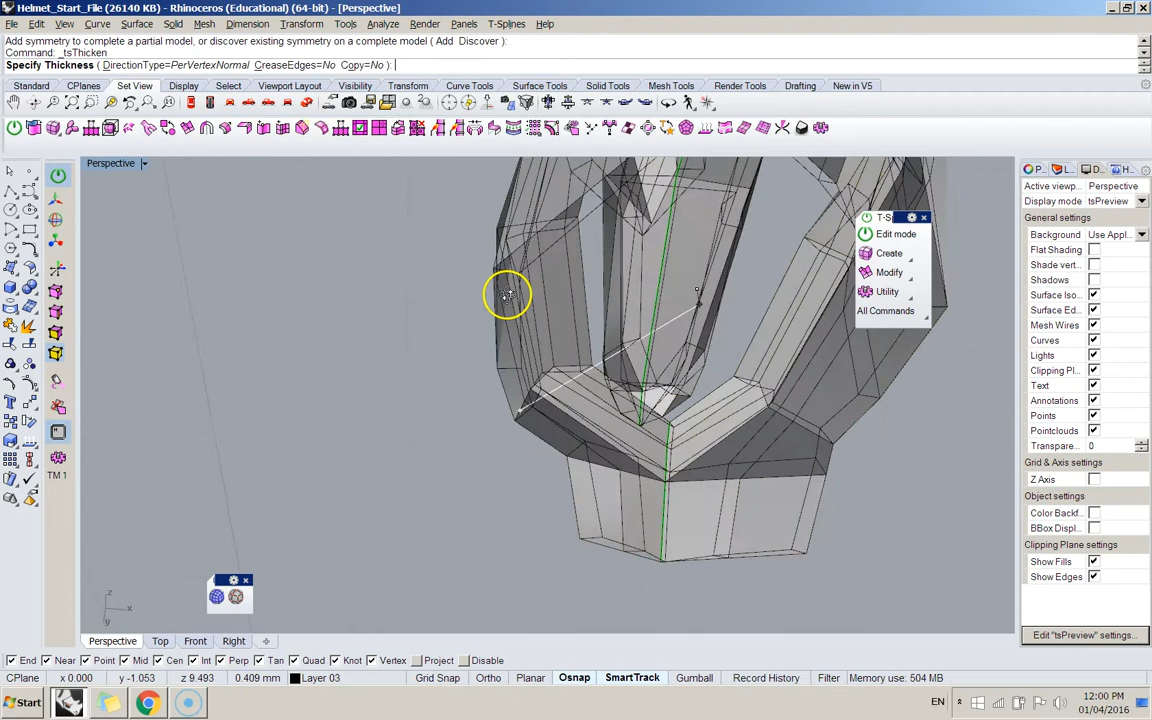 Helmet_Start_File (26140 KB) - Rhinoceros (Educational) (64-bit) - [Perspective]
File Edit View Curve Surface Solid Mesh Dimension Transform Tools Analyze Render Panels T-Splines Help
Add symmetry to complete a partial model, or discover existing symmetry on a complete model ( Add Discover ):
Command: _tsThicken
Specify Thickness ( DirectionType=PerVertexNormal CreaseEdges=No Copy=No ):
Standard CPlanes Set View Display Select Viewport Layout Visibility Transform Curve Tools Surface Tools Solid Tools Mesh Tools Render Tools Drafting New in V5
Perspective
TM 1
T-S
Edit mode
Create
Modify
Utility
All Commands
P... L... D... H...
Active viewp... Perspective
Display mode tsPreview
General settings
Background Use Appl...
Flat Shading
Shade vert...
Shadows
Surface Iso...
Surface Ed...
Mesh Wires
Curves
Lights
Clipping Pl...
Text
Annotations
Points
Pointclouds
Transpare... 0
Grid & Axis settings
Z Axis
Object settings
Color Backf...
BBox Displ...
Clipping Plane settings
Show Fills
Show Edges
Edit "tsPreview" settings...
z
x
y
Perspective Top Front Right
End Near Point Mid Cen Int Perp Tan Quad Knot Vertex Project Disable
CPlane x 0.000 y -1.053 z 9.493 0.409 mm Layer 03 Grid Snap Ortho Planar Osnap SmartTrack Gumball Record History Filter Memory use: 504 MB
Start EN 12:00 PM
01/04/2016